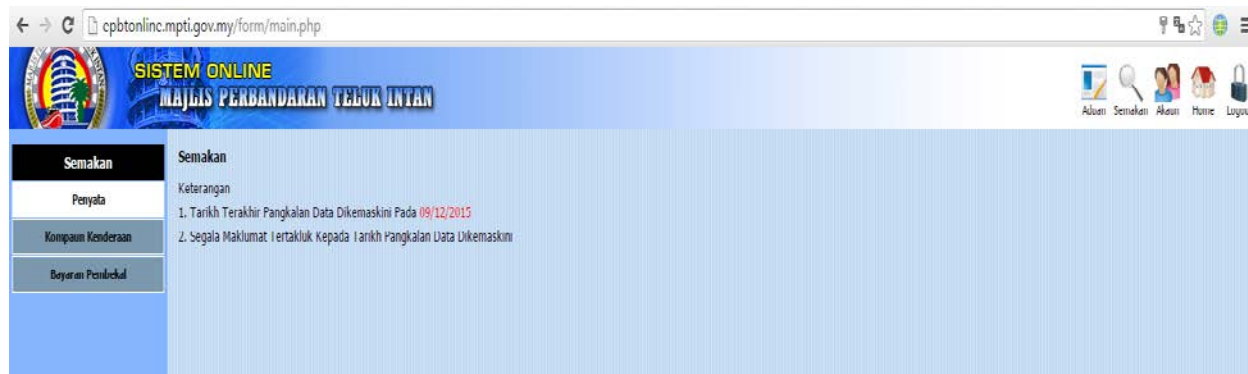 cpbtonline.mpti.gov.my/form/main.php
SISTEM ONLINE
MAJLIS PERBANDARAN TELUK INTAN
Aduan Semakan Akaun Home Logout
Semakan
Penyata
Kompaun Kenderaan
Bayaran Pembekal
Semakan
Keterangan
1. Tarikh Terakhir Pangkalan Data Dikemaskini Pada 09/12/2015
2. Segala Maklumat Tertakluk Kepada Tarikh Pangkalan Data Dikemaskini